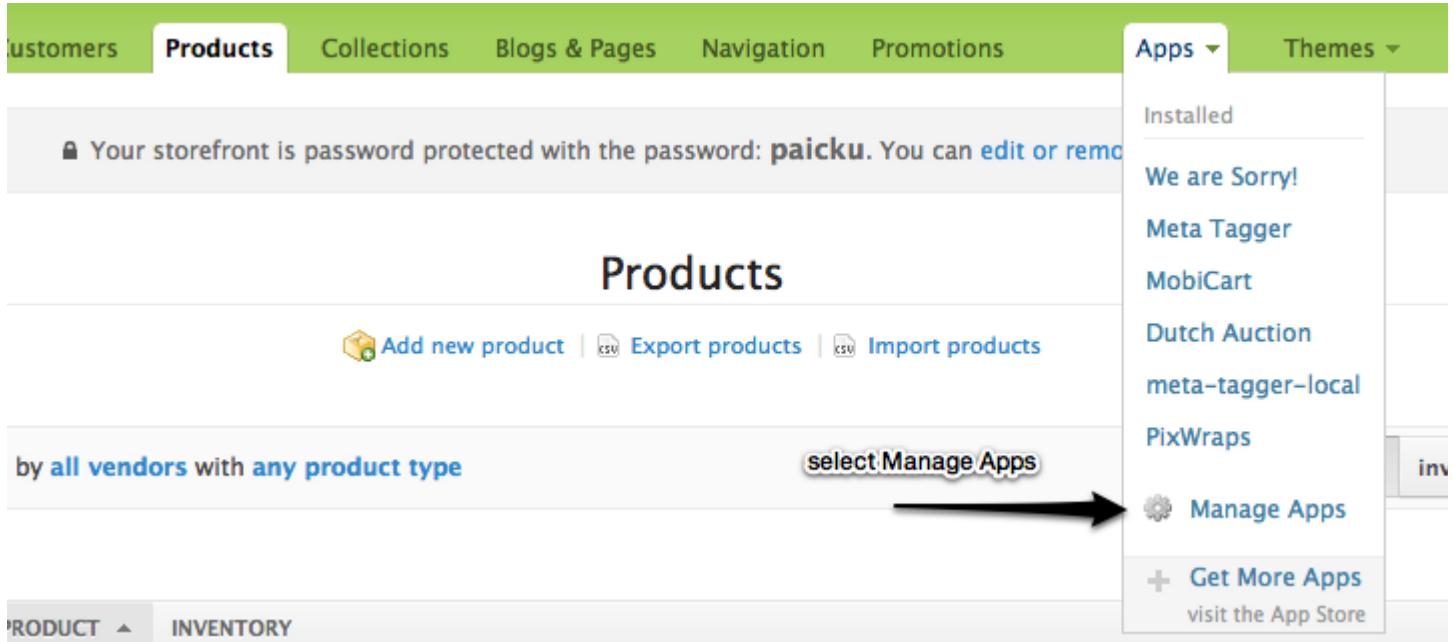 ustomers Products Collections Blogs & Pages Navigation Promotions Apps Themes
Installed
Your storefront is password protected with the password: paicku. You can edit or remo
We are Sorry!
Meta Tagger
Products
MobiCart
Add new product | csv Export products | csv Import products
Dutch Auction
meta-tagger-local
PixWraps
by all vendors with any product type
select Manage Apps
inv
Manage Apps
Get More Apps
visit the App Store
PRODUCT INVENTORY